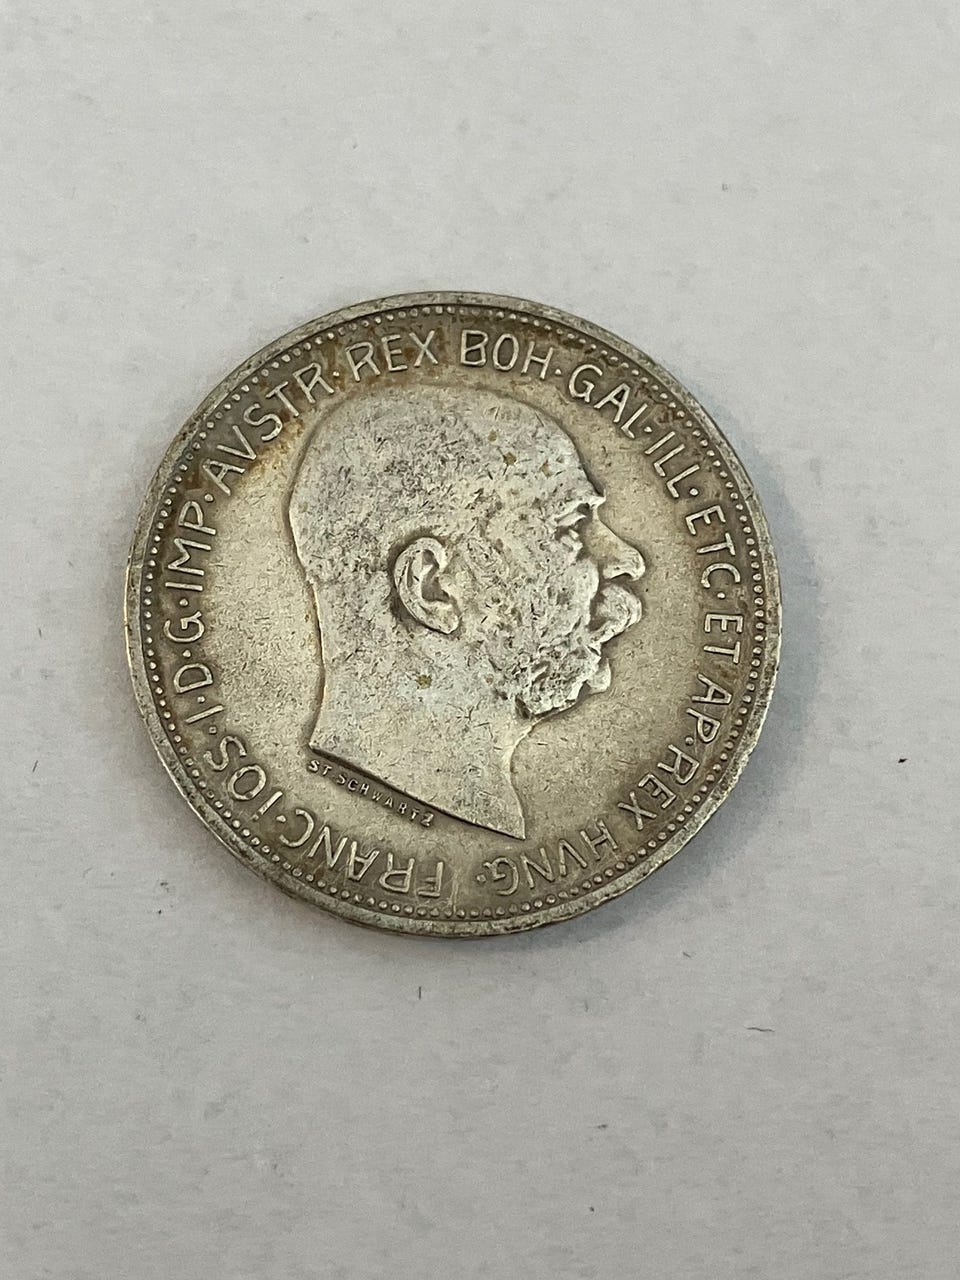 FRANC·IOS·I·D·G·IMP·AVSTR·REX BOH·GAL·ILL·ETC·ET AP·REX HVNG·
ST.SCHWARTZ